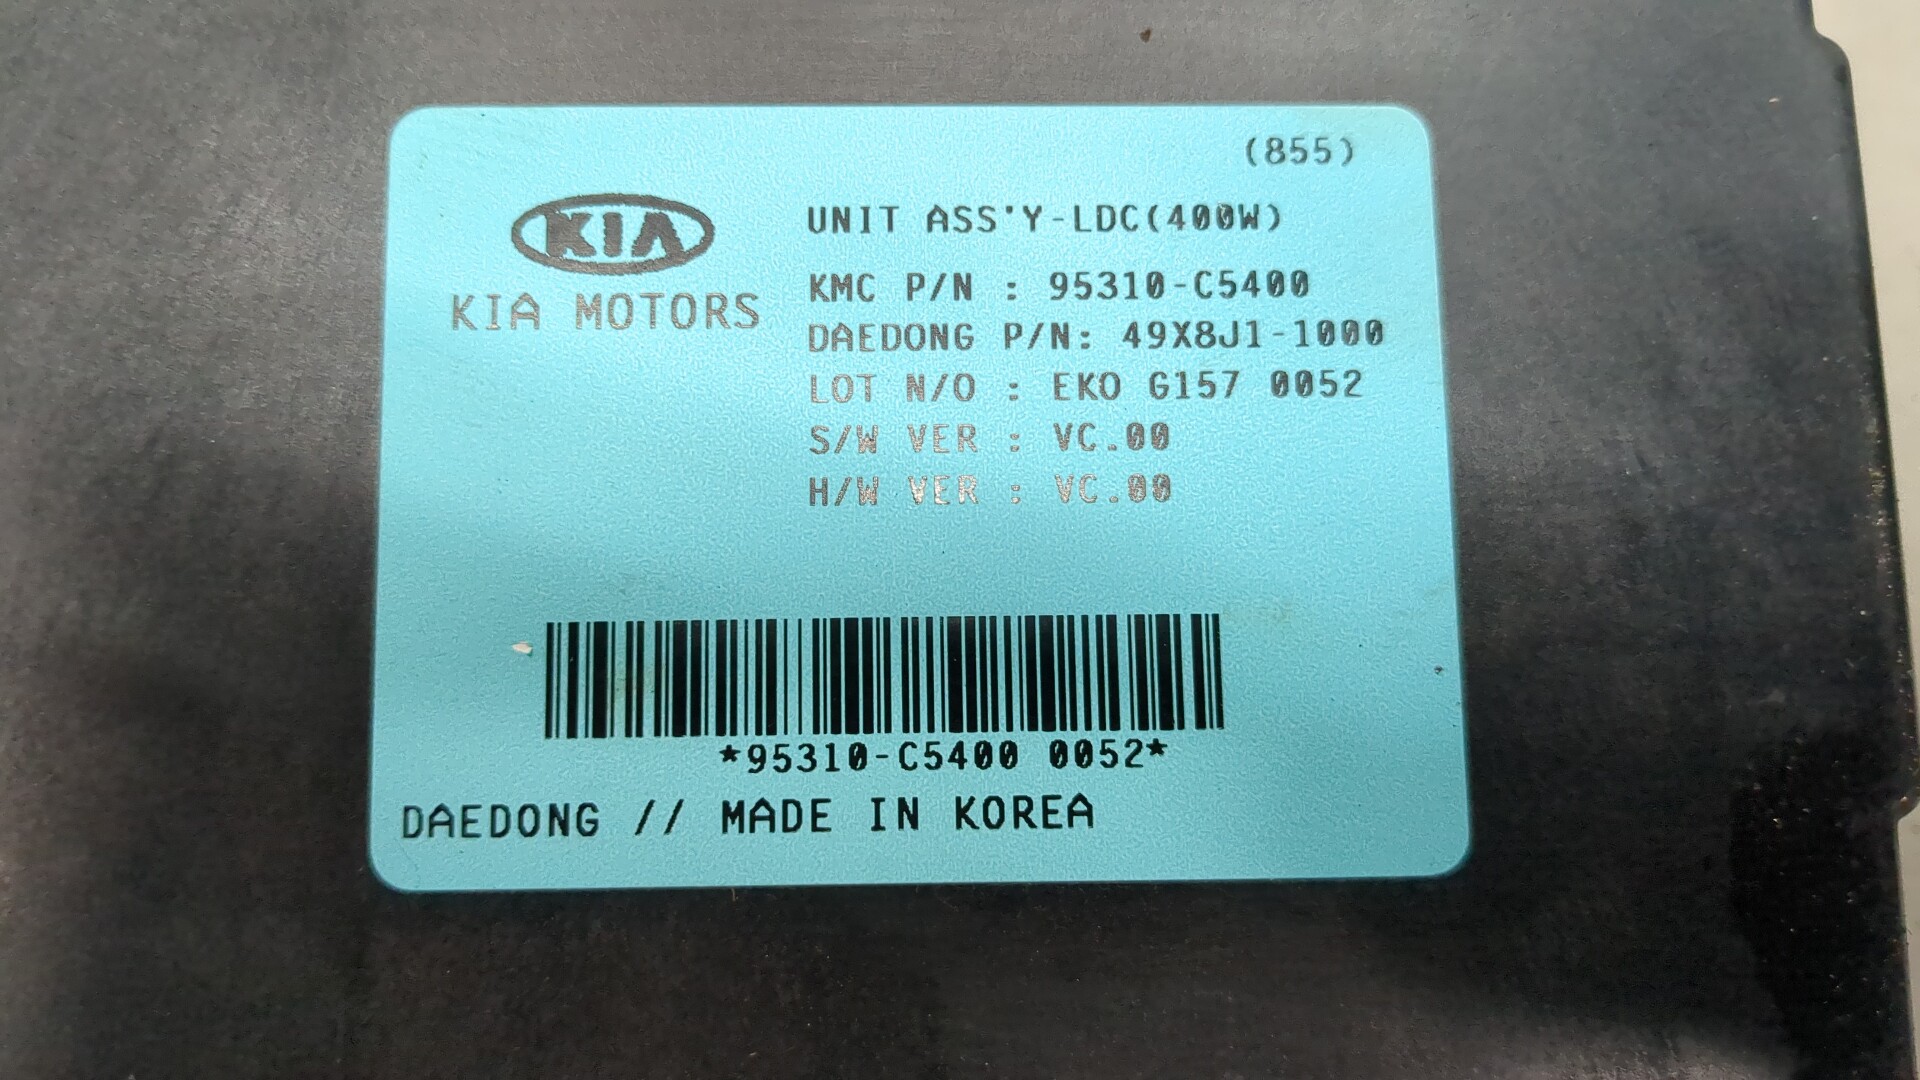 (855)
KIA
KIA MOTORS
UNIT ASS'Y-LDC(400W)
KMC P/N : 95310-C5400
DAEDONG P/N: 49X8J1-1000
LOT N/O : EKO G157 0052
S/W VER : VC.00
H/W VER : VC.00
*95310-C5400 0052*
DAEDONG // MADE IN KOREA